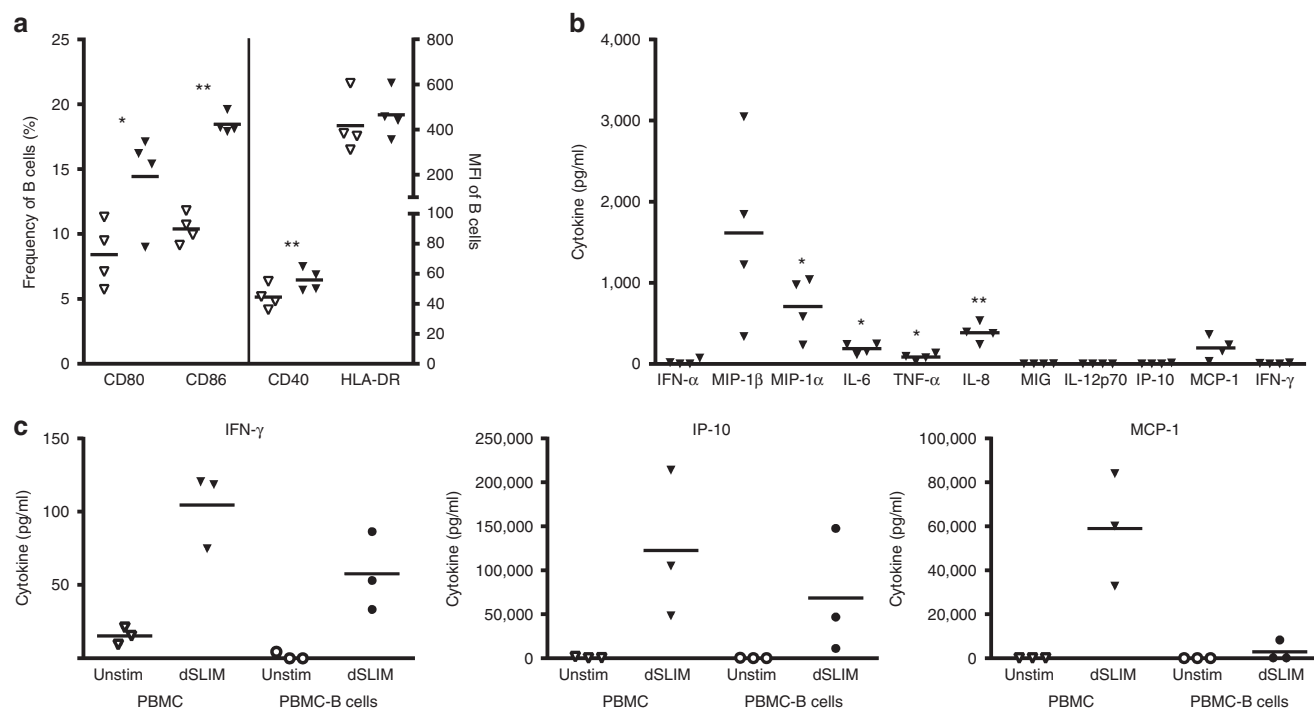 a
25
20
15
10
5
0
Frequency of B cells (%)
*
**
**
800
600
400
200
100
80
60
40
20
0
MFI of B cells
CD80 CD86 CD40 HLA-DR
b
4,000
3,000
2,000
1,000
0
Cytokine (pg/ml)
*
*
*
**
IFN-α MIP-1β MIP-1α IL-6 TNF-α IL-8 MIG IL-12p70 IP-10 MCP-1 IFN-γ
c
IFN-γ
150
100
50
Cytokine (pg/ml)
Unstim dSLIM Unstim dSLIM
PBMC PBMC-B cells
IP-10
250,000
200,000
150,000
100,000
50,000
0
Cytokine (pg/ml)
Unstim dSLIM Unstim dSLIM
PBMC PBMC-B cells
MCP-1
100,000
80,000
60,000
40,000
20,000
0
Cytokine (pg/ml)
Unstim dSLIM Unstim dSLIM
PBMC PBMC-B cells